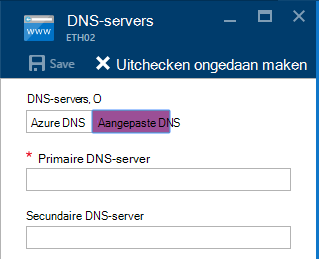 DNS-servers
ETH02
www
Save Uitchecken ongedaan maken
DNS-servers, O
Azure DNS Aangepaste DNS
* Primaire DNS-server
Secundaire DNS-server